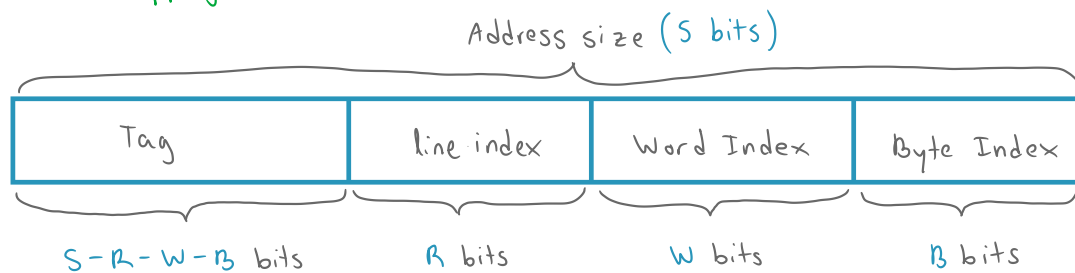 Address size (S bits)
Tag
line index
Word Index
Byte Index
S-R-W-B bits
R bits
W bits
B bits